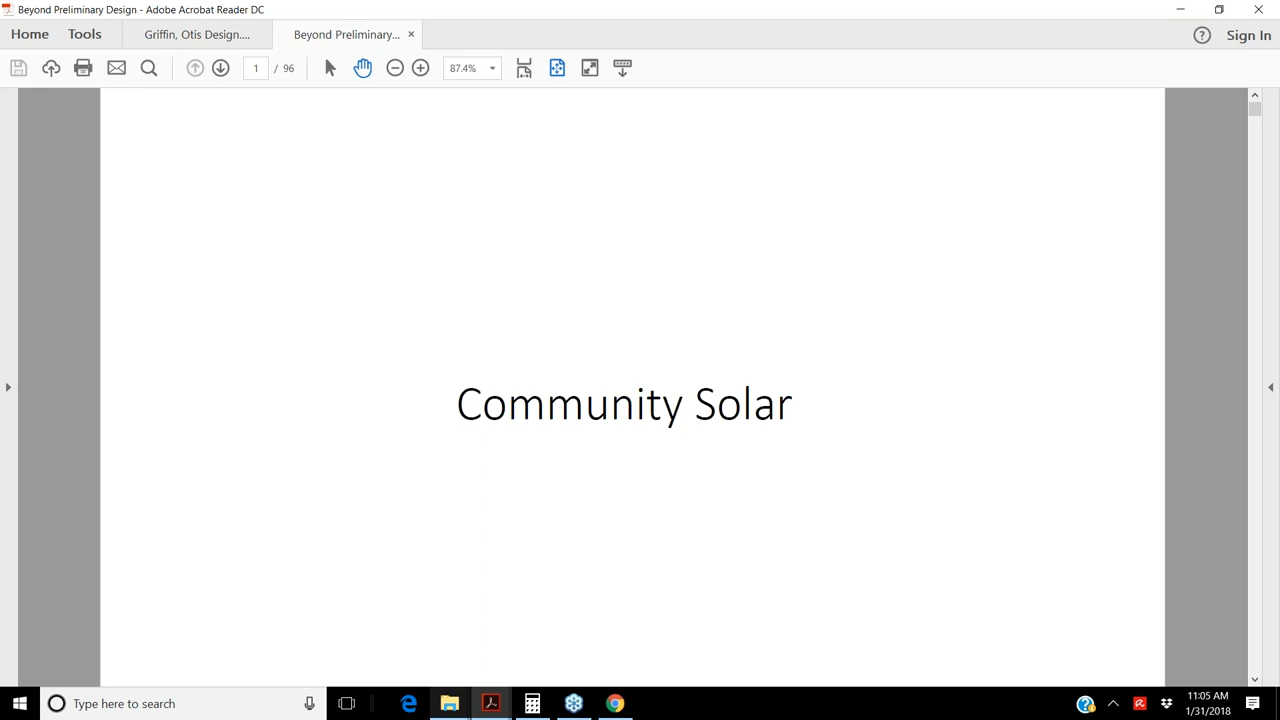 Beyond Preliminary Design - Adobe Acrobat Reader DC
Home Tools Griffin, Otis Design.... Beyond Preliminary... × Sign In
1 / 96 87.4%
Community Solar
Type here to search
11:05 AM
1/31/2018